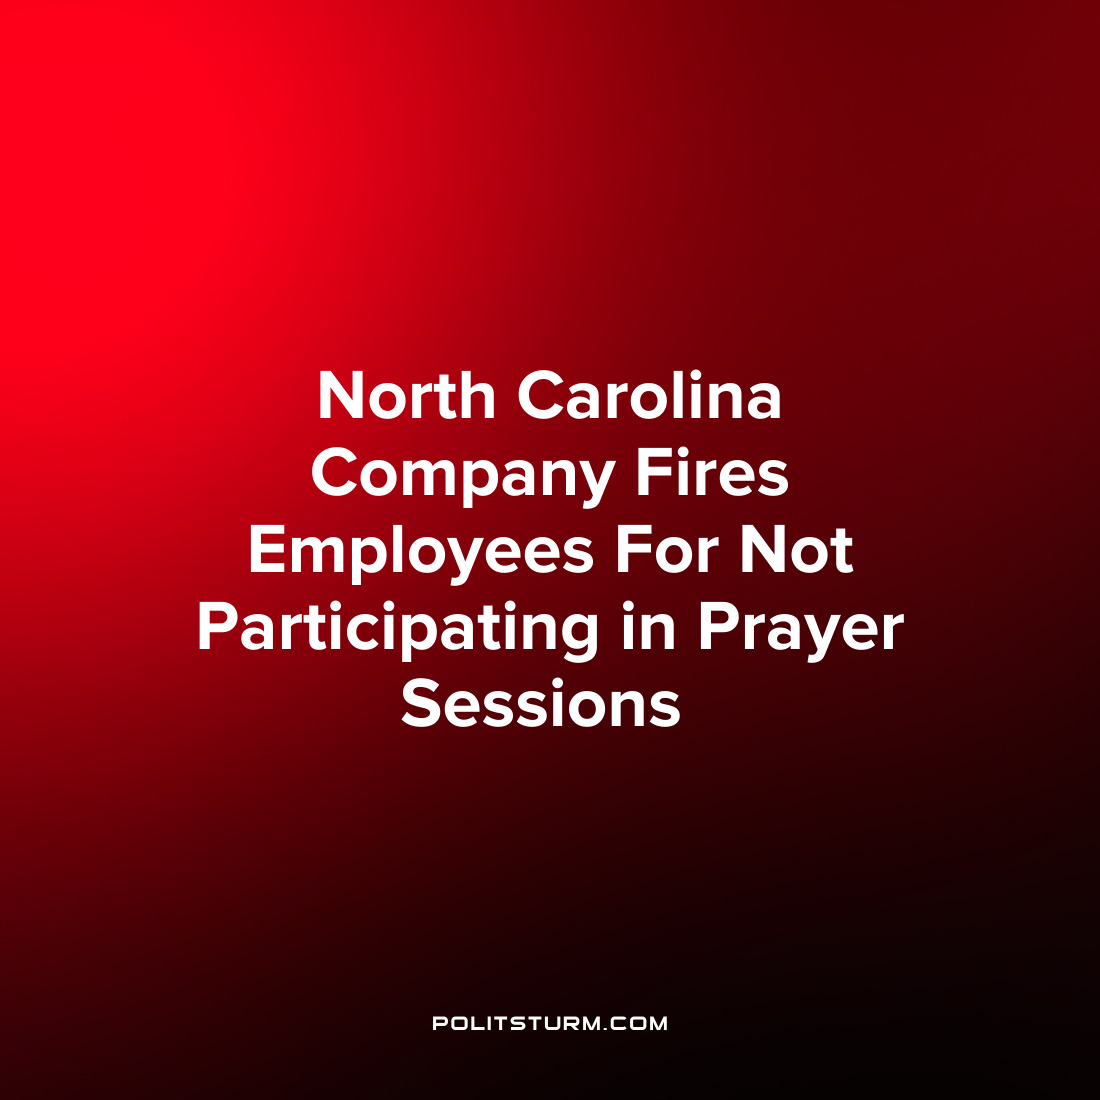 North Carolina
Company Fires
Employees For Not
Participating in Prayer
Sessions
POLITSTURM.COM